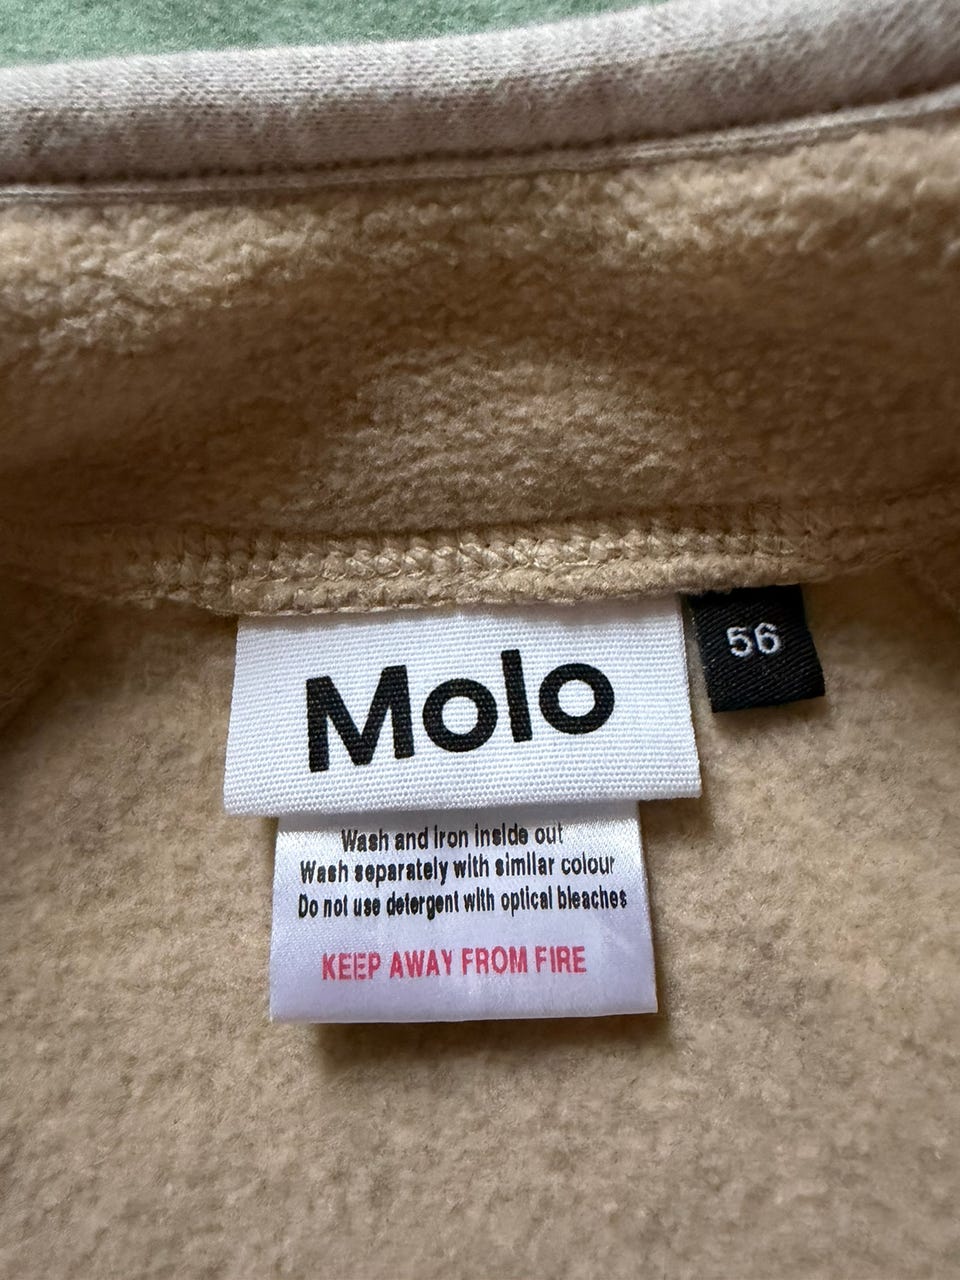 Molo
56
Wash and iron inside out
Wash separately with similar colour
Do not use detergent with optical bleaches
KEEP AWAY FROM FIRE